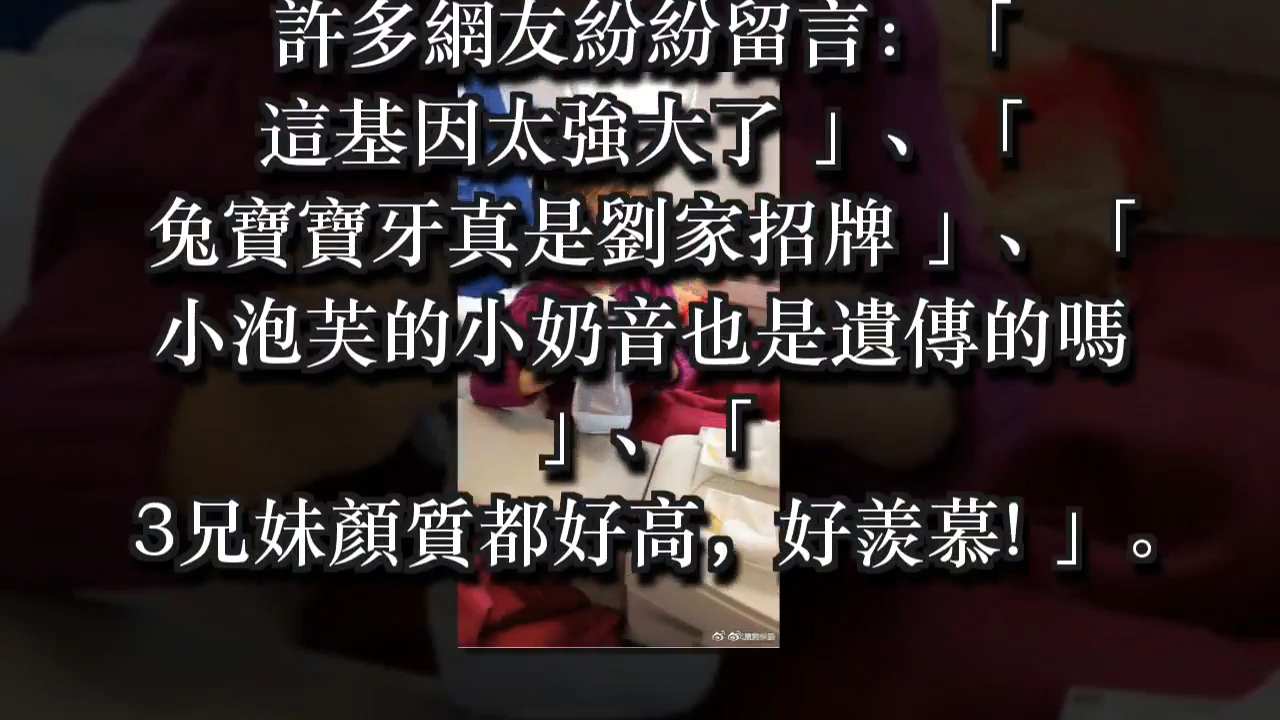 許多網友紛紛留言：「
這基因太強大了 」、「
兔寶寶牙真是劉家招牌 」、「
小泡芙的小奶音也是遺傳的嗎
」、「
3兄妹顏質都好高，好羨慕! 」。